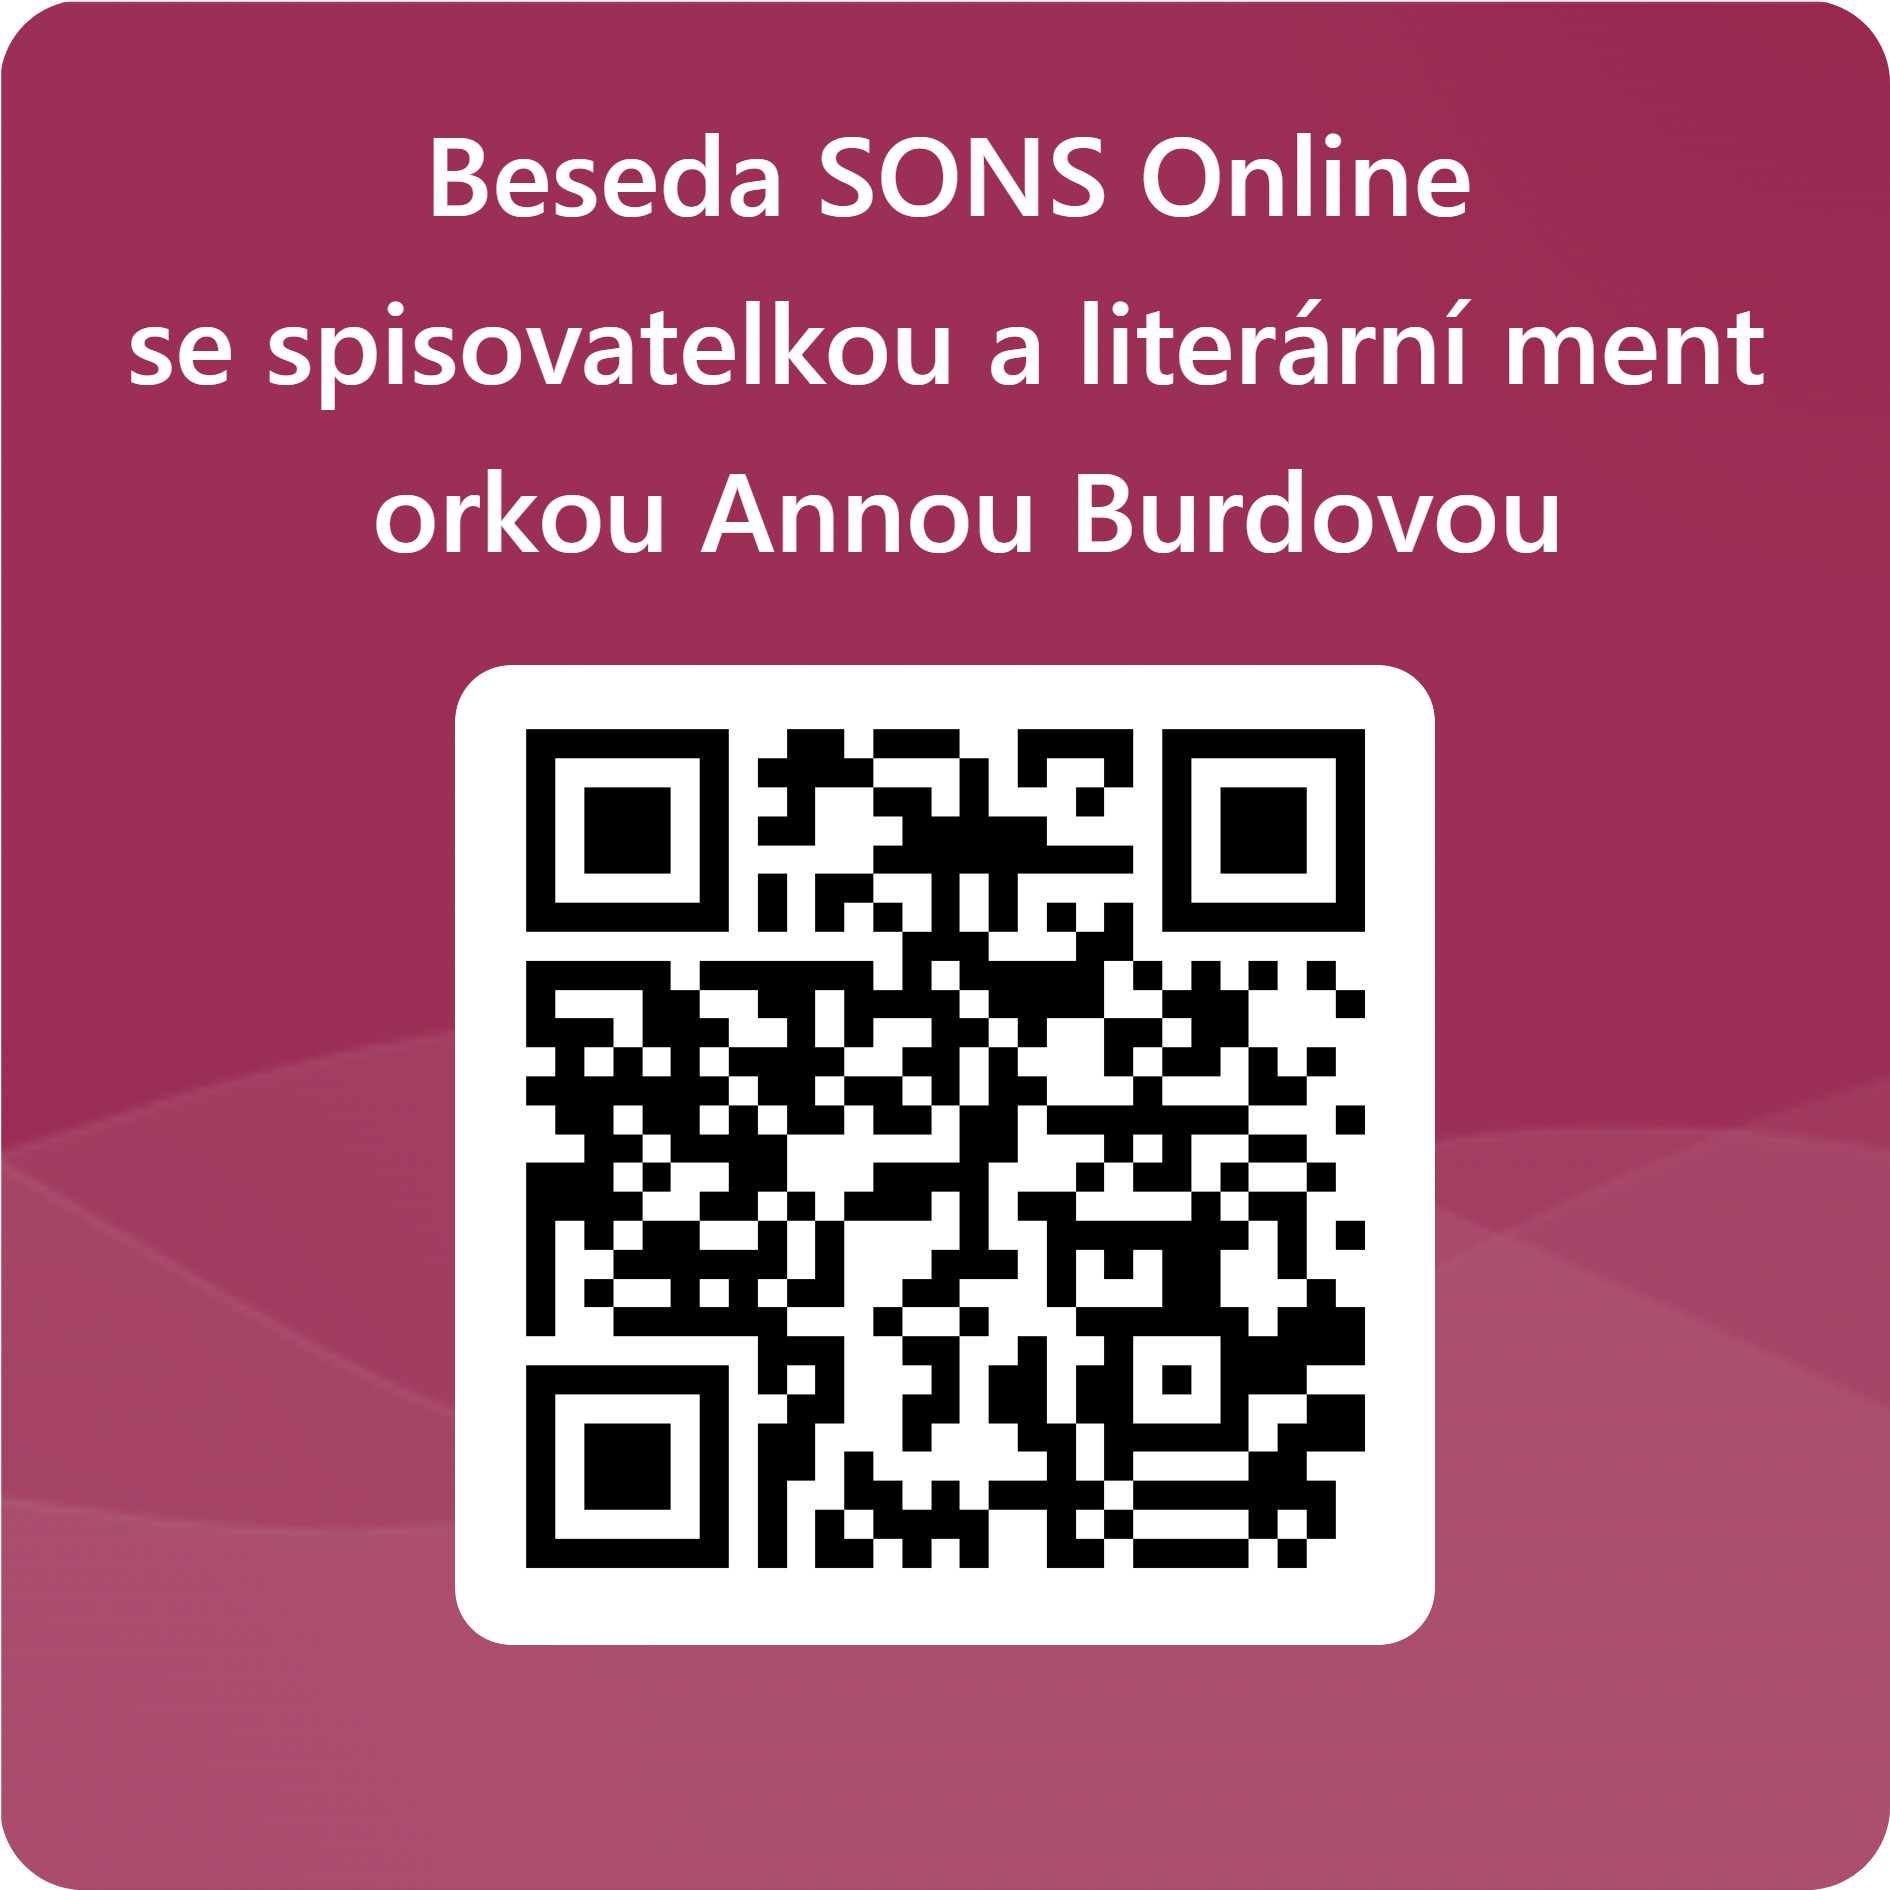 Beseda SONS Online
se spisovatelkou a literární ment
orkou Annou Burdovou